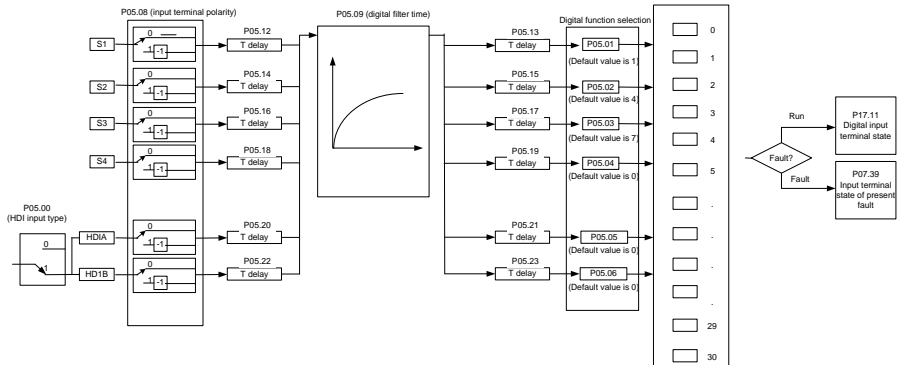 P05.08 (input terminal polarity)
P05.09 (digital filter time)
Digital function selection
S1
0
1
-1
P05.12
T delay
P05.13
T delay
P05.01
(Default value is 1)
S2
0
1
-1
P05.14
T delay
P05.15
T delay
P05.02
(Default value is 4)
S3
0
1
-1
P05.16
T delay
P05.17
T delay
P05.03
(Default value is 7)
S4
0
1
-1
P05.18
T delay
P05.19
T delay
P05.04
(Default value is 0)
P05.00
(HDI input type)
0
1
HDIA
0
1
-1
P05.20
T delay
P05.21
T delay
P05.05
(Default value is 0)
HD1B
0
1
-1
P05.22
T delay
P05.23
T delay
P05.06
(Default value is 0)
0
1
2
3
4
5
.
.
.
.
29
30
Fault?
Run
Fault
P17.11
Digital input
terminal state
P07.39
Input terminal
state of present
fault